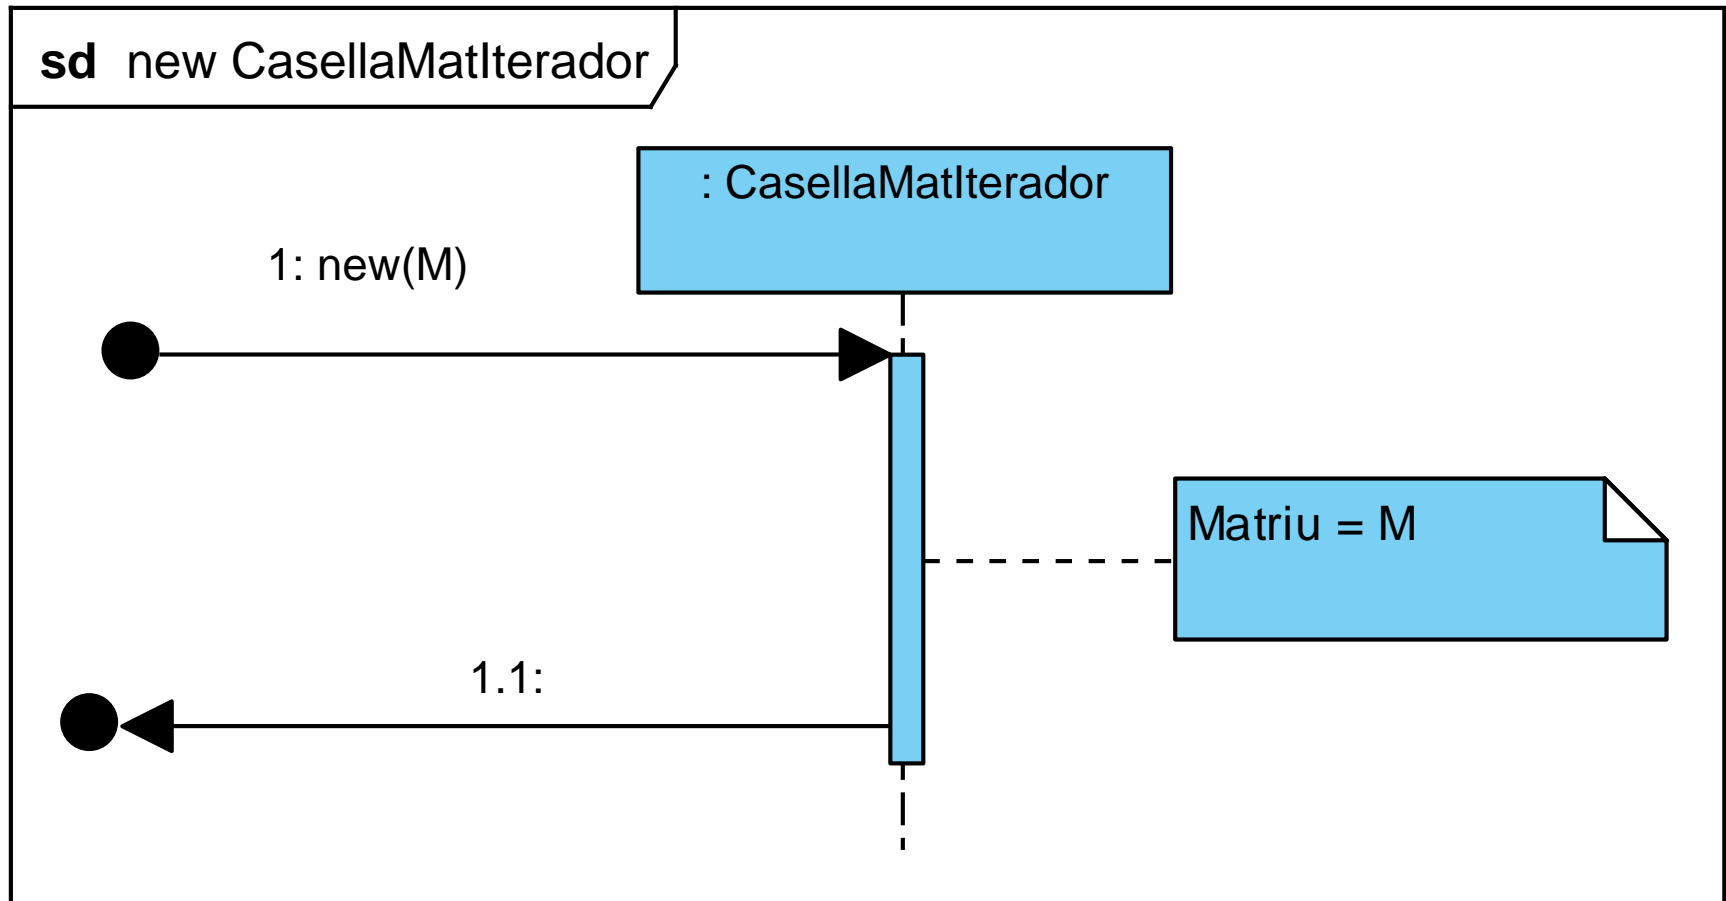 sd new CasellaMatIterador
: CasellaMatIterador
1: new(M)
Matriu = M
1.1: